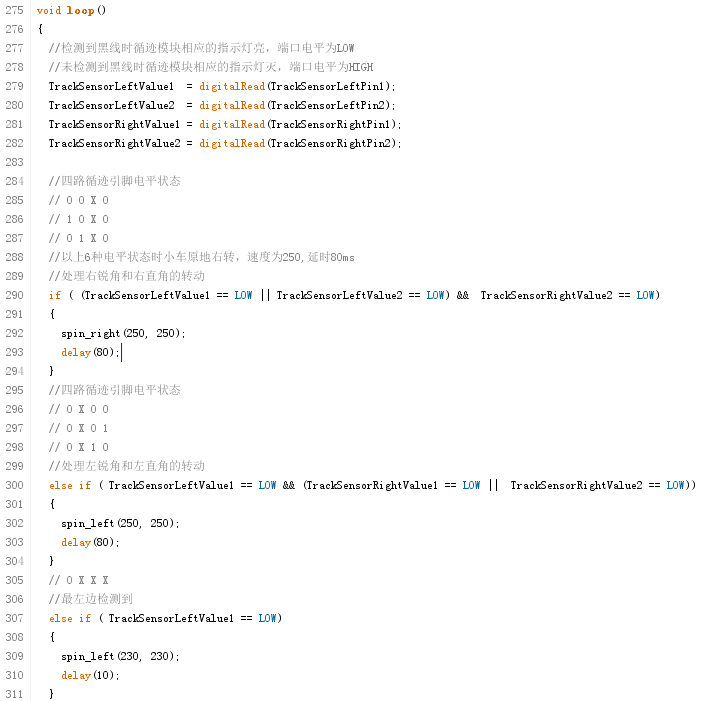 275 void loop()
276 {
277 //检测到黑线时循迹模块相应的指示灯亮，端口电平为LOW
278 //未检测到黑线时循迹模块相应的指示灯灭，端口电平为HIGH
279 TrackSensorLeftValue1 = digitalRead(TrackSensorLeftPin1);
280 TrackSensorLeftValue2 = digitalRead(TrackSensorLeftPin2);
281 TrackSensorRightValue1 = digitalRead(TrackSensorRightPin1);
282 TrackSensorRightValue2 = digitalRead(TrackSensorRightPin2);
283
284 //四路循迹引脚电平状态
285 // 0 0 X 0
286 // 1 0 X 0
287 // 0 1 X 0
288 //以上6种电平状态时小车原地右转，速度为250,延时80ms
289 //处理右锐角和右直角的转动
290 if ( (TrackSensorLeftValue1 == LOW || TrackSensorLeftValue2 == LOW) && TrackSensorRightValue2 == LOW)
291 {
292 spin_right(250, 250);
293 delay(80);
294 }
295 //四路循迹引脚电平状态
296 // 0 X 0 0
297 // 0 X 0 1
298 // 0 X 1 0
299 //处理左锐角和左直角的转动
300 else if ( TrackSensorLeftValue1 == LOW && (TrackSensorRightValue1 == LOW || TrackSensorRightValue2 == LOW))
301 {
302 spin_left(250, 250);
303 delay(80);
304 }
305 // 0 X X X
306 //最左边检测到
307 else if ( TrackSensorLeftValue1 == LOW)
308 {
309 spin_left(230, 230);
310 delay(10);
311 }